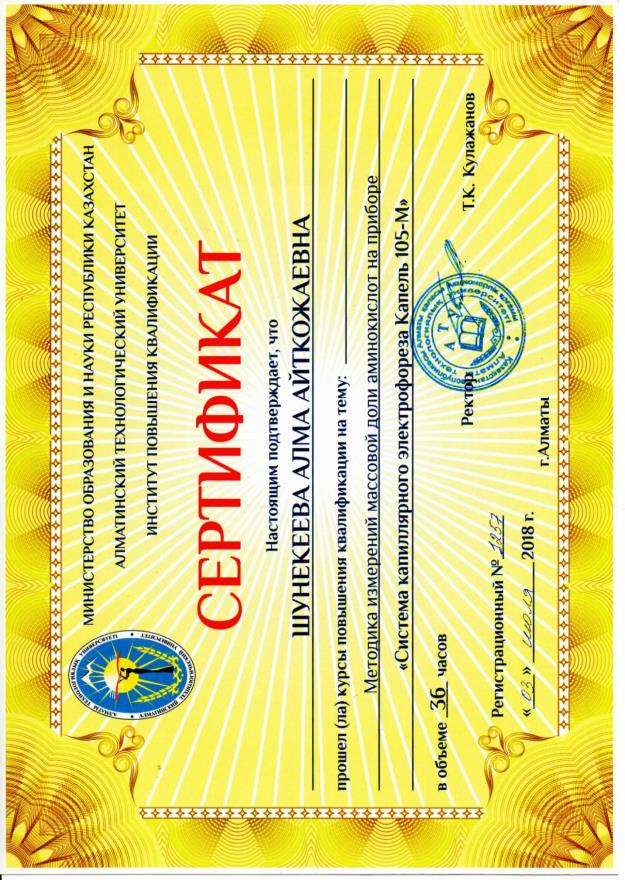 МИНИСТЕРСТВО ОБРАЗОВАНИЯ И НАУКИ РЕСПУБЛИКИ КАЗАХСТАН
АЛМАТИНСКИЙ ТЕХНОЛОГИЧЕСКИЙ УНИВЕРСИТЕТ
ИНСТИТУТ ПОВЫШЕНИЯ КВАЛИФИКАЦИИ
СЕРТИФИКАТ
Настоящим подтверждает, что
ШУНЕКЕЕВА АЛМА АЙТКОЖАЕВНА
прошел (ла) курсы повышения квалификации на тему:
Методика измерений массовой доли аминокислот на приборе
«Система капиллярного электрофореза Капель 105-М»
в объеме 36 часов
Ректор Т.К. Кулажанов
АТУ
Регистрационный № 1257
« 03 » июля 2018 г.
г.Алматы